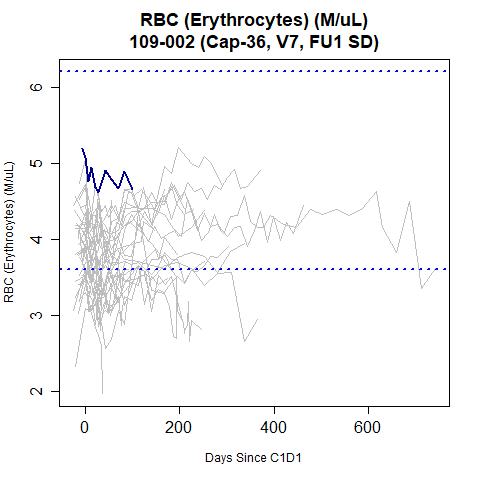 RBC (Erythrocytes) (M/uL)
109-002 (Cap-36, V7, FU1 SD)
RBC (Erythrocytes) (M/uL)
6
5
4
3
2
0 200 400 600
Days Since C1D1